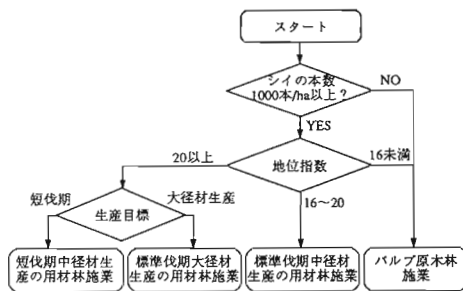 スタート
シイの本数
1000本/ha以上?
NO
YES
20以上
地位指数
16未満
短伐期
生産目標
大径材生産
16～20
短伐期中径材生
産の用材林施業
標準伐期大径材
生産の用材林施業
標準伐期中径材
生産の用材林施業
パルプ原木林
施業